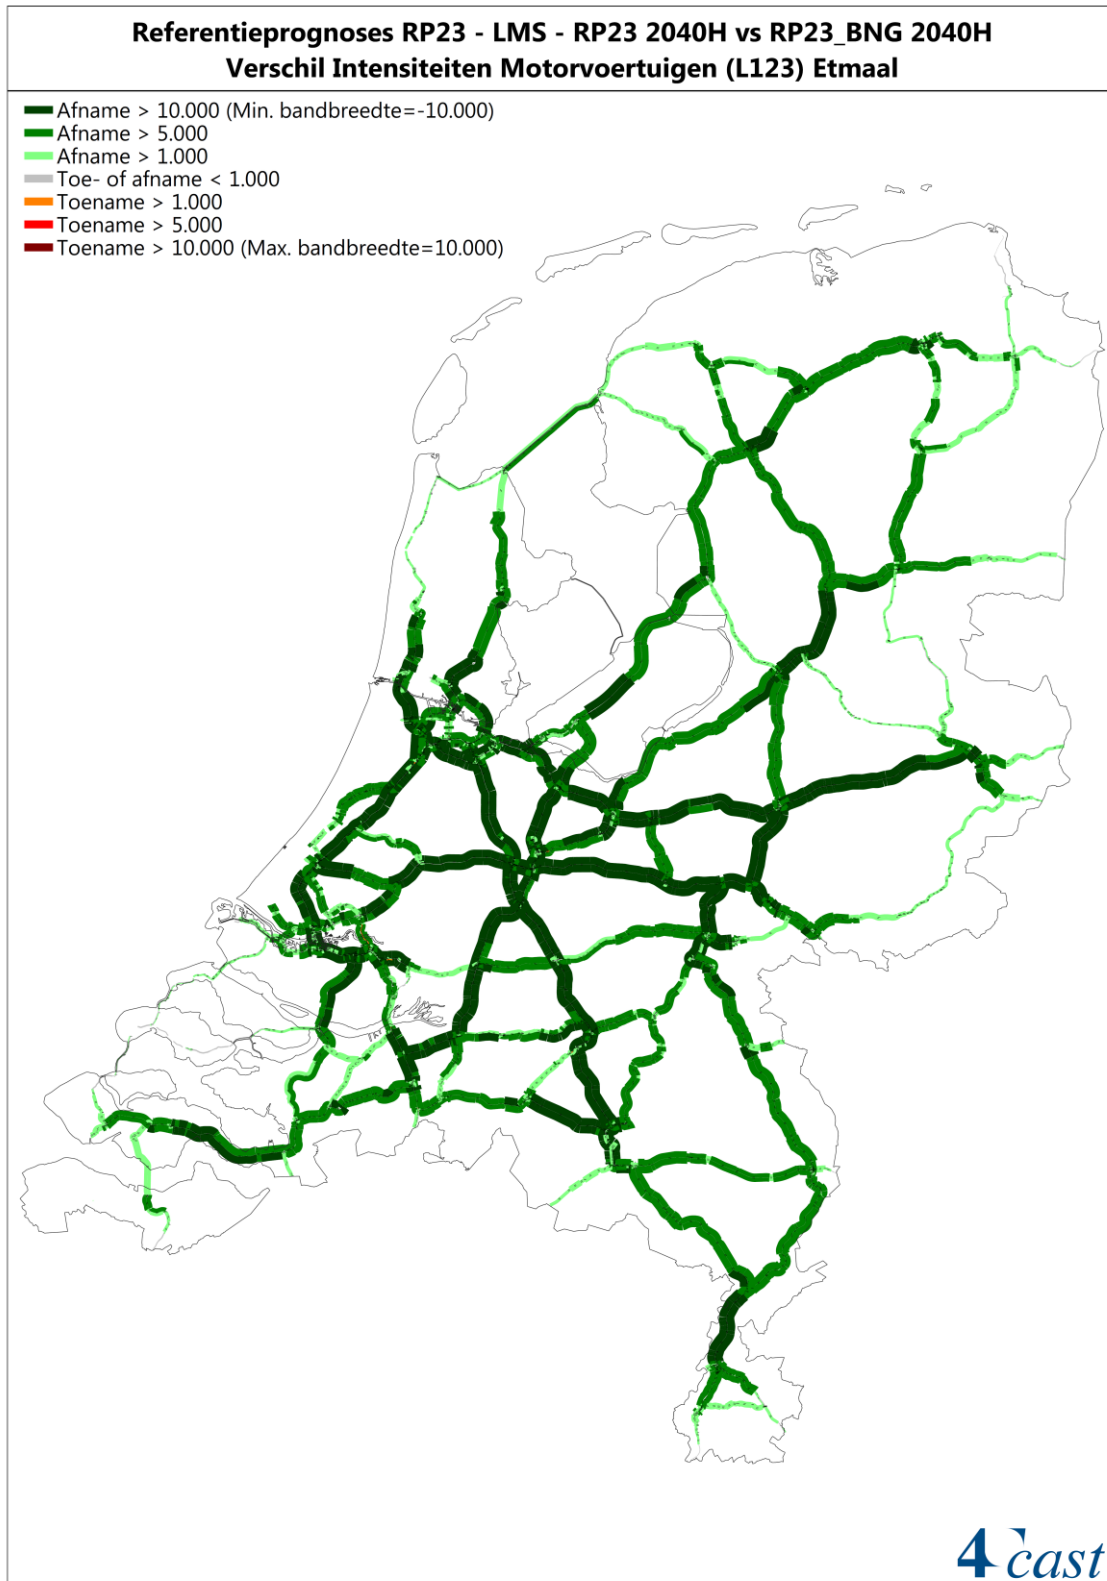 Referentieprognoses RP23 - LMS - RP23 2040H vs RP23_BNG 2040H
Verschil Intensiteiten Motorvoertuigen (L123) Etmaal
Afname > 10.000 (Min. bandbreedte=-10.000)
Afname > 5.000
Afname > 1.000
Toe- of afname < 1.000
Toename > 1.000
Toename > 5.000
Toename > 10.000 (Max. bandbreedte=10.000)
4cast